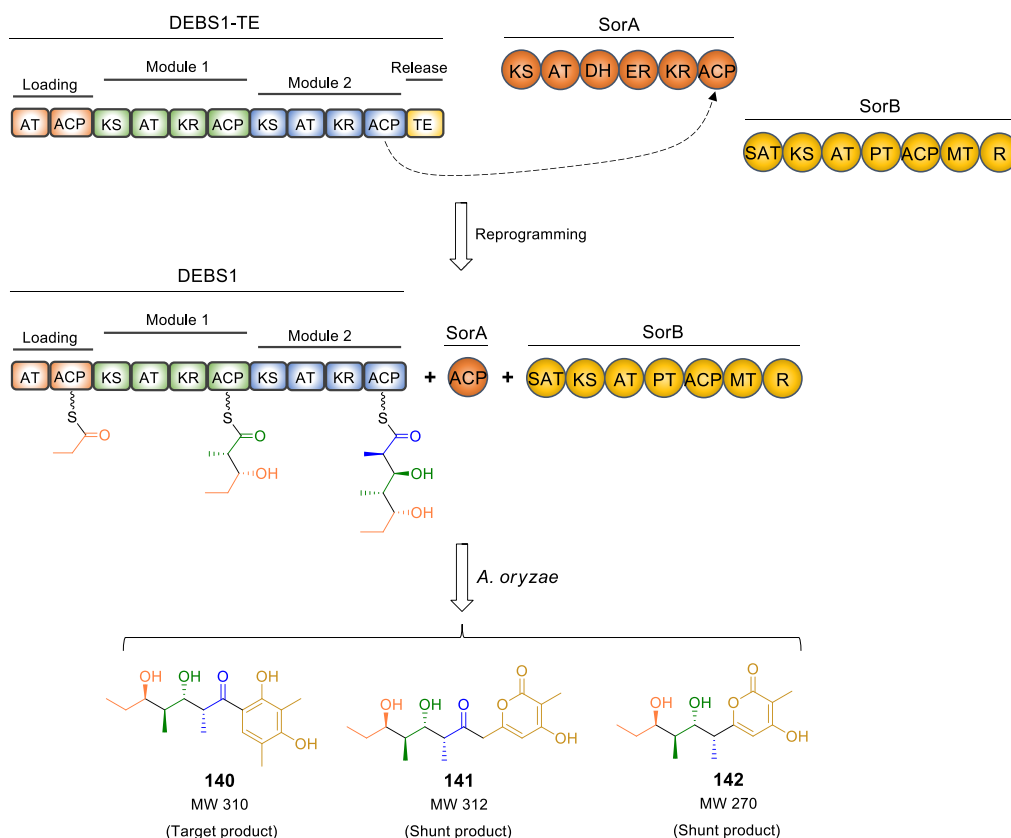 DEBS1-TE
SorA
Loading
Module 1
Module 2
Release
KS AT DH ER KR ACP
AT ACP KS AT KR ACP KS AT KR ACP TE
SorB
SAT KS AT PT ACP MT R
Reprogramming
DEBS1
Loading
Module 1
Module 2
SorA
SorB
AT ACP KS AT KR ACP KS AT KR ACP + ACP + SAT KS AT PT ACP MT R
S
O
S
O
OH
S
O
OH
OH
A. oryzae
OH OH O OH
OH
OH OH O O
O
OH
OH OH O
O
OH
140
MW 310
(Target product)
141
MW 312
(Shunt product)
142
MW 270
(Shunt product)